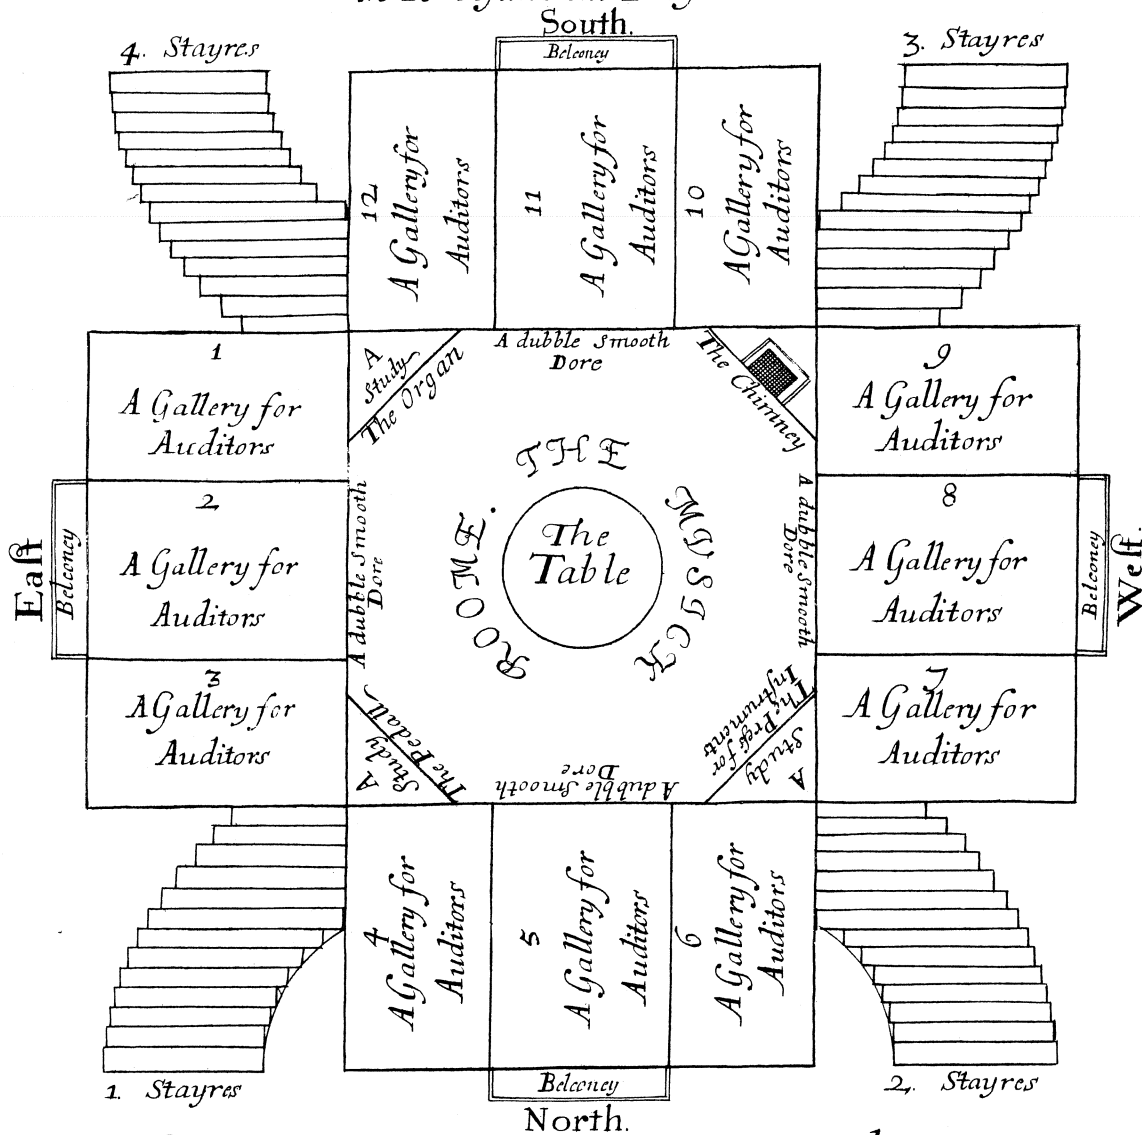 South.
Belconey
4. Stayres
3. Stayres
12
A Gallery for
Auditors
11
A Gallery for
Auditors
10
A Gallery for
Auditors
1
A Gallery for
Auditors
A
Study
The Organ
A dubble Smooth
Dore
The Chimney
9
A Gallery for
Auditors
East
Belconey
2
A Gallery for
Auditors
A dubble Smooth
Dore
THE
MVSICK
ROOME.
The
Table
A dubble Smooth
Dore
8
A Gallery for
Auditors
Belconey
West.
3
A Gallery for
Auditors
A
Study
The Pedall
A dubble Smooth
Dore
The Press for
Instruments
A
Study
7
A Gallery for
Auditors
4
A Gallery for
Auditors
5
A Gallery for
Auditors
6
A Gallery for
Auditors
1. Stayres
Belconey
2. Stayres
North.